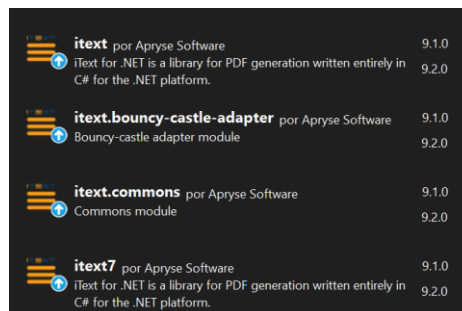 itext por Apryse Software 9.1.0
iText for .NET is a library for PDF generation written entirely in 9.2.0
C# for the .NET platform.
itext.bouncy-castle-adapter por Apryse Software 9.1.0
Bouncy-castle adapter module 9.2.0
itext.commons por Apryse Software 9.1.0
Commons module 9.2.0
itext7 por Apryse Software 9.1.0
iText for .NET is a library for PDF generation written entirely in 9.2.0
C# for the .NET platform.